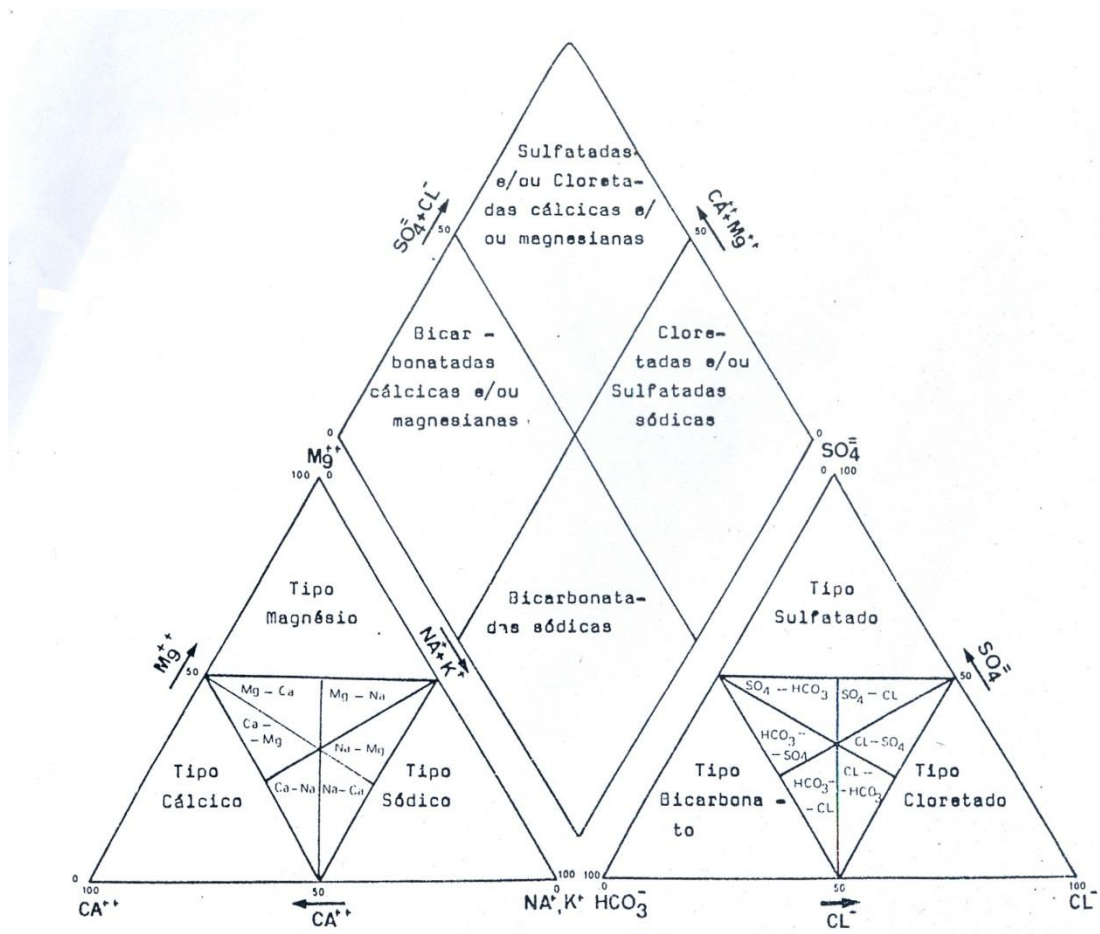 Sulfatadas
e/ou Cloreta-
das cálcicas e/
ou magnesianas
SO₄⁼+CL⁻
50
CA⁺⁺+Mg⁺⁺
50
Bicar -
bonatadas
cálcicas e/ou
magnesianas
Clore-
tadas e/ou
Sulfatadas
sódicas
0
0
Mg⁺⁺
100 0
SO₄⁼
0 100
Bicarbonata-
das sódicas
Tipo
Magnésio
NA⁺+K⁺
Tipo
Sulfatado
Mg⁺⁺
50
50
SO₄⁼
Mg-Ca
Mg-Na
Ca-
-Mg
Na-Mg
Ca-Na
Na-Ca
Tipo
Cálcico
Tipo
Sódico
SO₄-HCO₃
SO₄-CL
HCO₃⁻
-SO₄
CL-SO₄
HCO₃⁻
-CL
CL-
-HCO₃
Tipo
Bicarbona-
to
Tipo
Cloretado
0
100
50
100
0
100
0
50
100
0
CA⁺⁺
CA⁺⁺
NA⁺,K⁺
HCO₃⁻
CL⁻
CL⁻